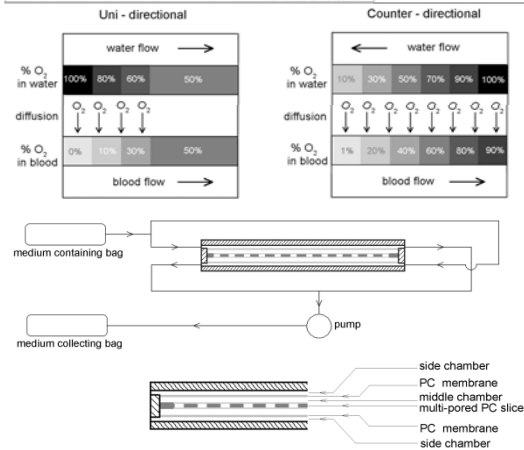 Uni - directional
water flow
% O2
in water
100% 80% 60% 50%
O2 O2 O2 O2
diffusion
% O2
in blood
0% 10% 30% 50%
blood flow
Counter - directional
water flow
% O2
in water
10% 30% 50% 70% 90% 100%
O2 O2 O2 O2 O2 O2 O2
diffusion
% O2
in blood
1% 20% 40% 60% 80% 90%
blood flow
medium containing bag
medium collecting bag
pump
side chamber
PC membrane
middle chamber
multi-pored PC slice
PC membrane
side chamber